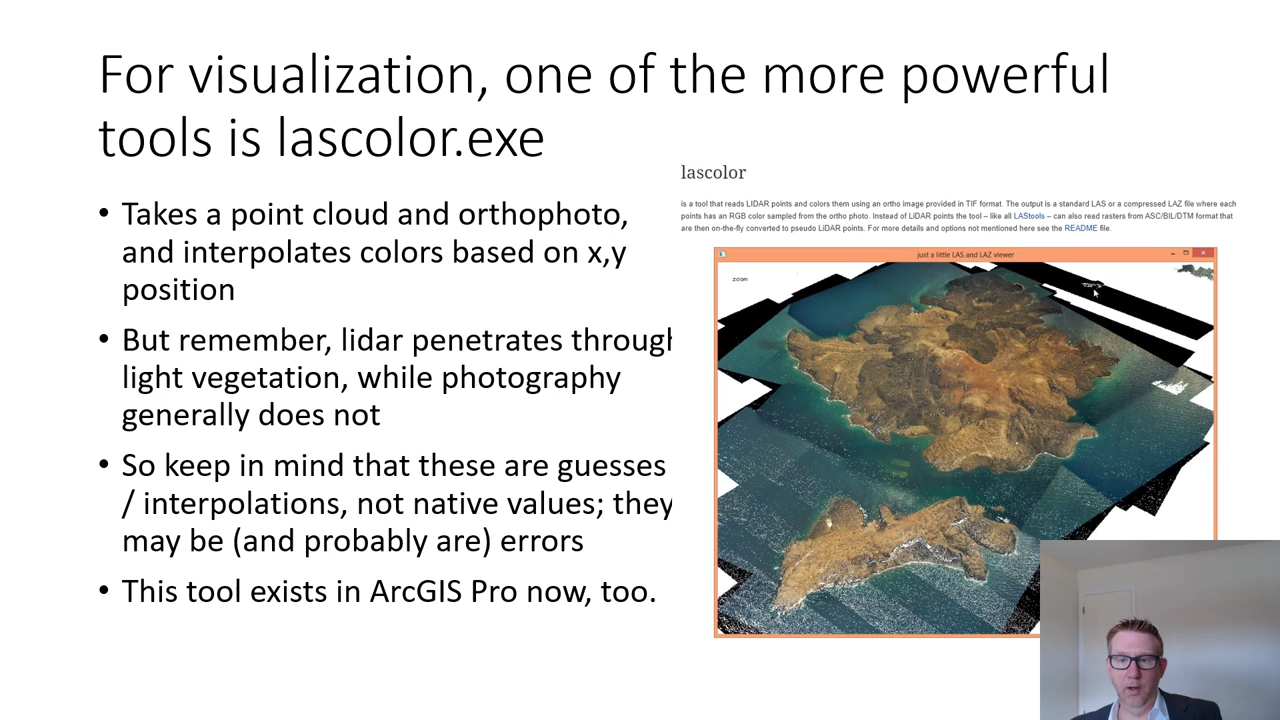 For visualization, one of the more powerful
tools is lascolor.exe
• Takes a point cloud and orthophoto,
and interpolates colors based on x,y
position
• But remember, lidar penetrates through
light vegetation, while photography
generally does not
• So keep in mind that these are guesses
/ interpolations, not native values; they
may be (and probably are) errors
• This tool exists in ArcGIS Pro now, too.
lascolor
is a tool that reads LIDAR points and colors them using an ortho image provided in TIF format. The output is a standard LAS or a compressed LAZ file where each
points has an RGB color sampled from the ortho photo. Instead of LiDAR points the tool – like all LAStools – can also read rasters from ASC/BIL/DTM format that
are then on-the-fly converted to pseudo LiDAR points. For more details and options not mentioned here see the README file.
just a little LAS and LAZ viewer
zoom